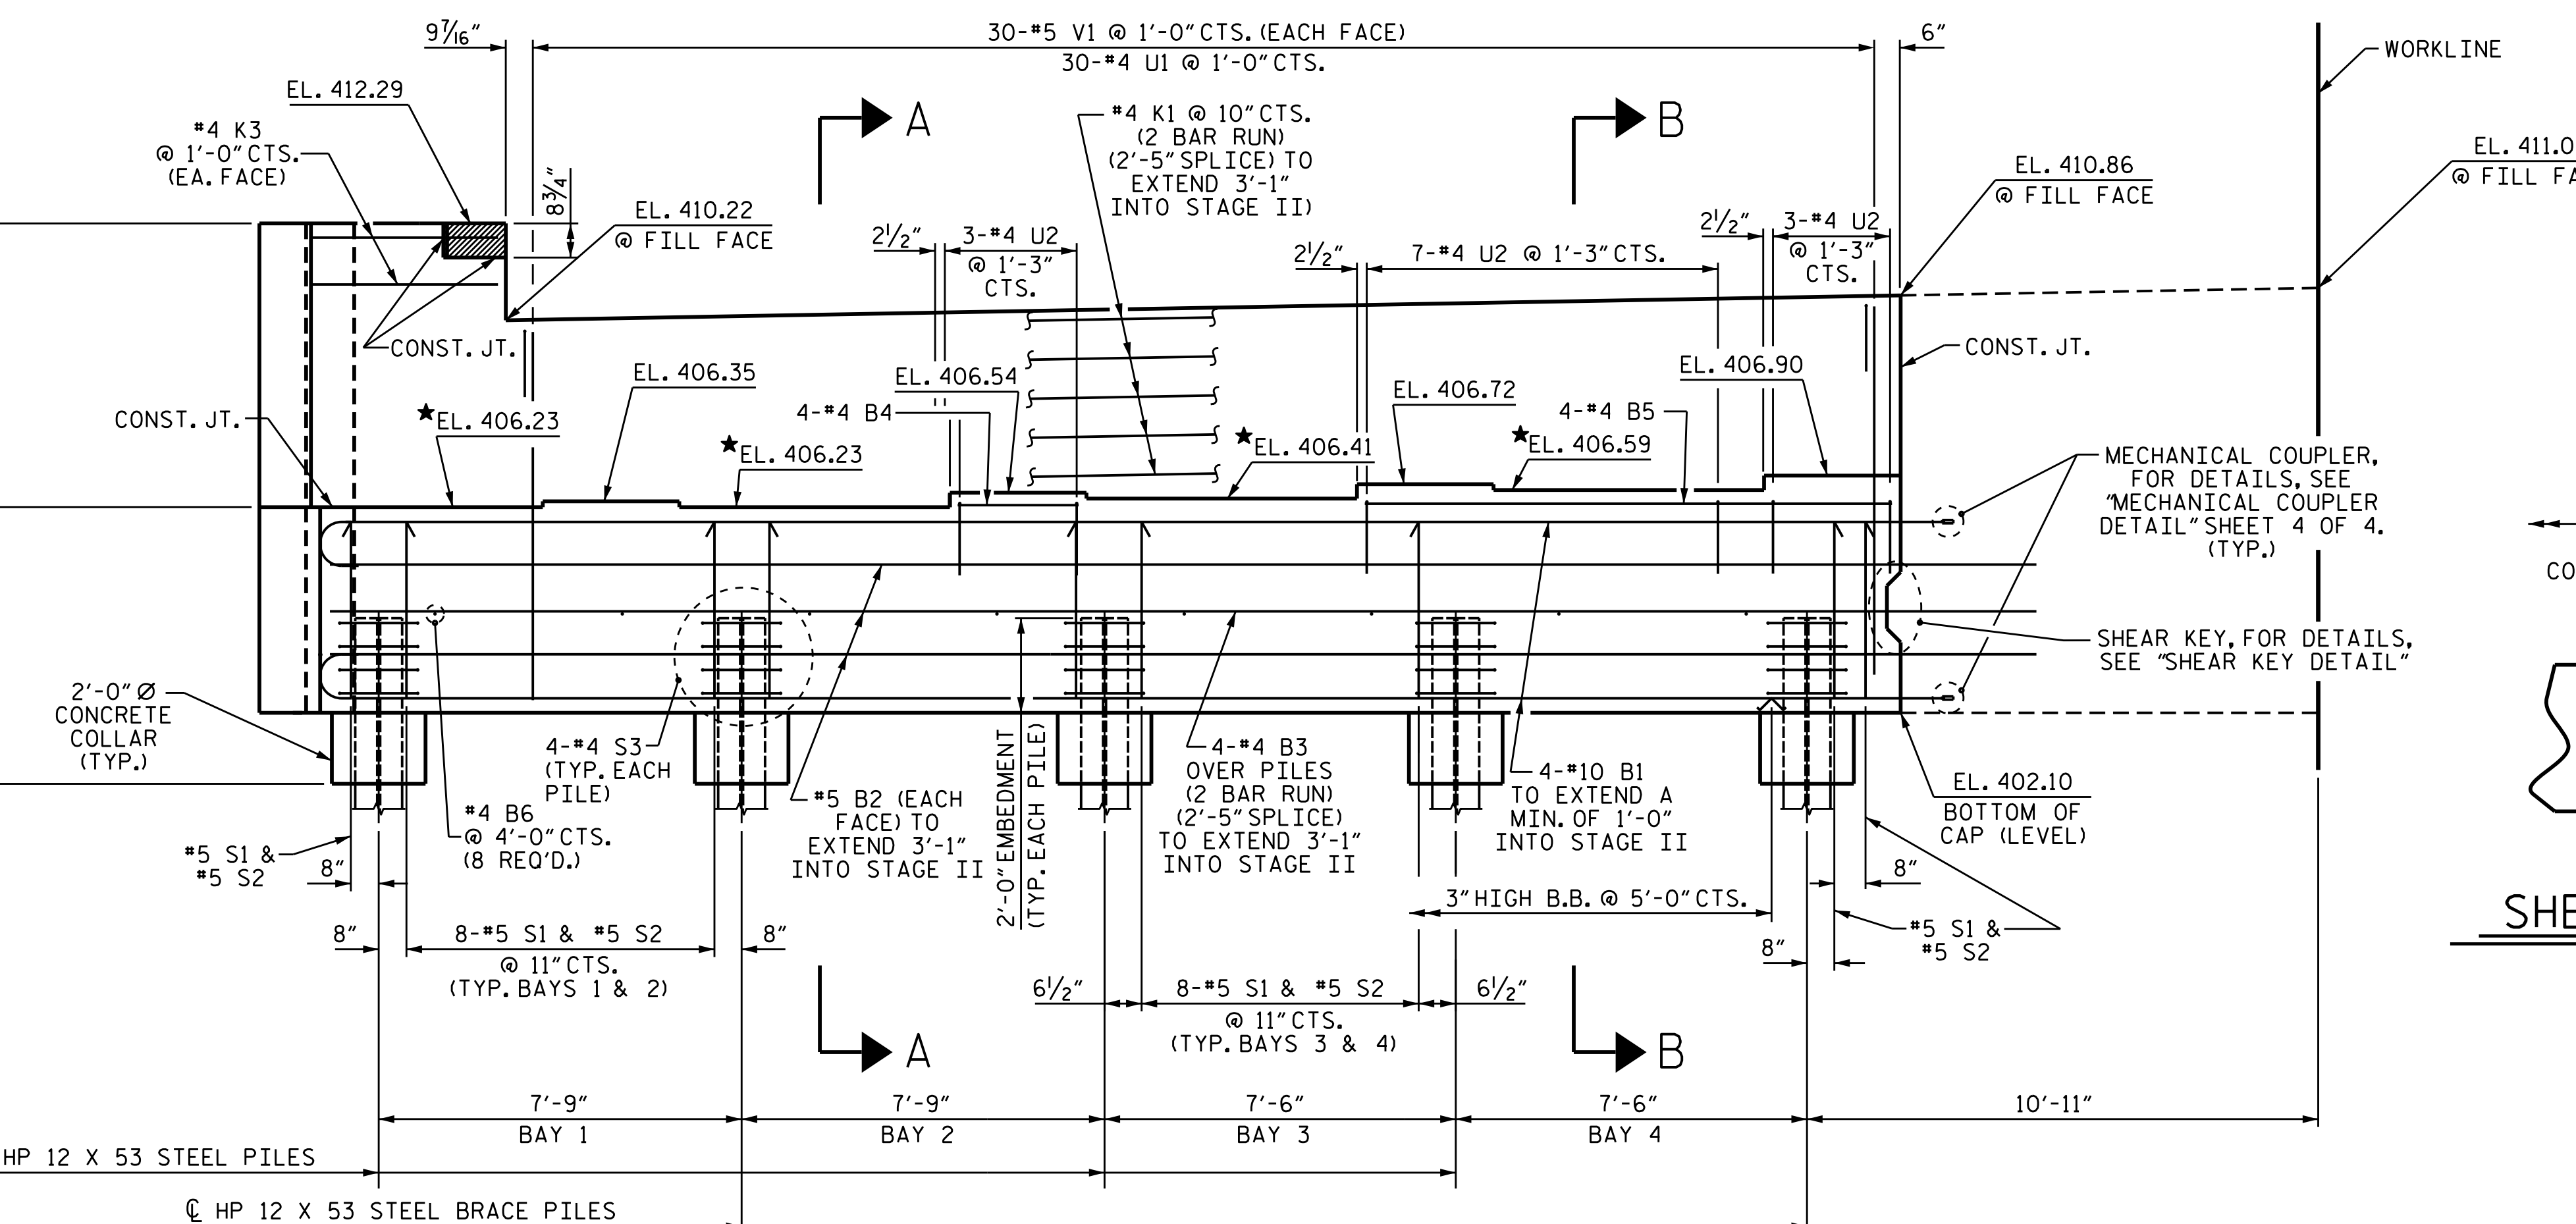 9 7/16"
30-#5 V1 @ 1'-0" CTS. (EACH FACE)
30-#4 U1 @ 1'-0" CTS.
6"
WORKLINE
EL. 412.29
#4 K3
@ 1'-0" CTS.
(EA. FACE)
8 3/4"
A
#4 K1 @ 10" CTS.
(2 BAR RUN)
(2'-5" SPLICE) TO
EXTEND 3'-1"
INTO STAGE II)
B
EL. 410.86
@ FILL FACE
EL. 411.0
@ FILL FA
EL. 410.22
@ FILL FACE
2 1/2"
3-#4 U2
@ 1'-3"
CTS.
2 1/2"
7-#4 U2 @ 1'-3" CTS.
2 1/2"
3-#4 U2
@ 1'-3"
CTS.
CONST. JT.
CONST. JT.
EL. 406.35
EL. 406.54
EL. 406.72
EL. 406.90
CONST. JT.
★ EL. 406.23
★ EL. 406.23
4-#4 B4
★ EL. 406.41
4-#4 B5
★ EL. 406.59
MECHANICAL COUPLER,
FOR DETAILS, SEE
"MECHANICAL COUPLER
DETAIL" SHEET 4 OF 4.
(TYP.)
CO
SHEAR KEY, FOR DETAILS,
SEE "SHEAR KEY DETAIL"
2'-0" Ø
CONCRETE
COLLAR
(TYP.)
4-#4 S3
(TYP. EACH
PILE)
#4 B6
@ 4'-0" CTS.
(8 REQ'D.)
#5 B2 (EACH
FACE) TO
EXTEND 3'-1"
INTO STAGE II
2'-0" EMBEDMENT
(TYP. EACH PILE)
4-#4 B3
OVER PILES
(2 BAR RUN)
(2'-5" SPLICE)
TO EXTEND 3'-1"
INTO STAGE II
4-#10 B1
TO EXTEND A
MIN. OF 1'-0"
INTO STAGE II
EL. 402.10
BOTTOM OF
CAP (LEVEL)
#5 S1 &
#5 S2
8"
3" HIGH B.B. @ 5'-0" CTS.
8"
SHE
8"
8-#5 S1 & #5 S2
@ 11" CTS.
(TYP. BAYS 1 & 2)
8"
8"
#5 S1 &
#5 S2
6 1/2"
8-#5 S1 & #5 S2
@ 11" CTS.
(TYP. BAYS 3 & 4)
6 1/2"
A
B
7'-9"
BAY 1
7'-9"
BAY 2
7'-6"
BAY 3
7'-6"
BAY 4
10'-11"
HP 12 X 53 STEEL PILES
℄ HP 12 X 53 STEEL BRACE PILES